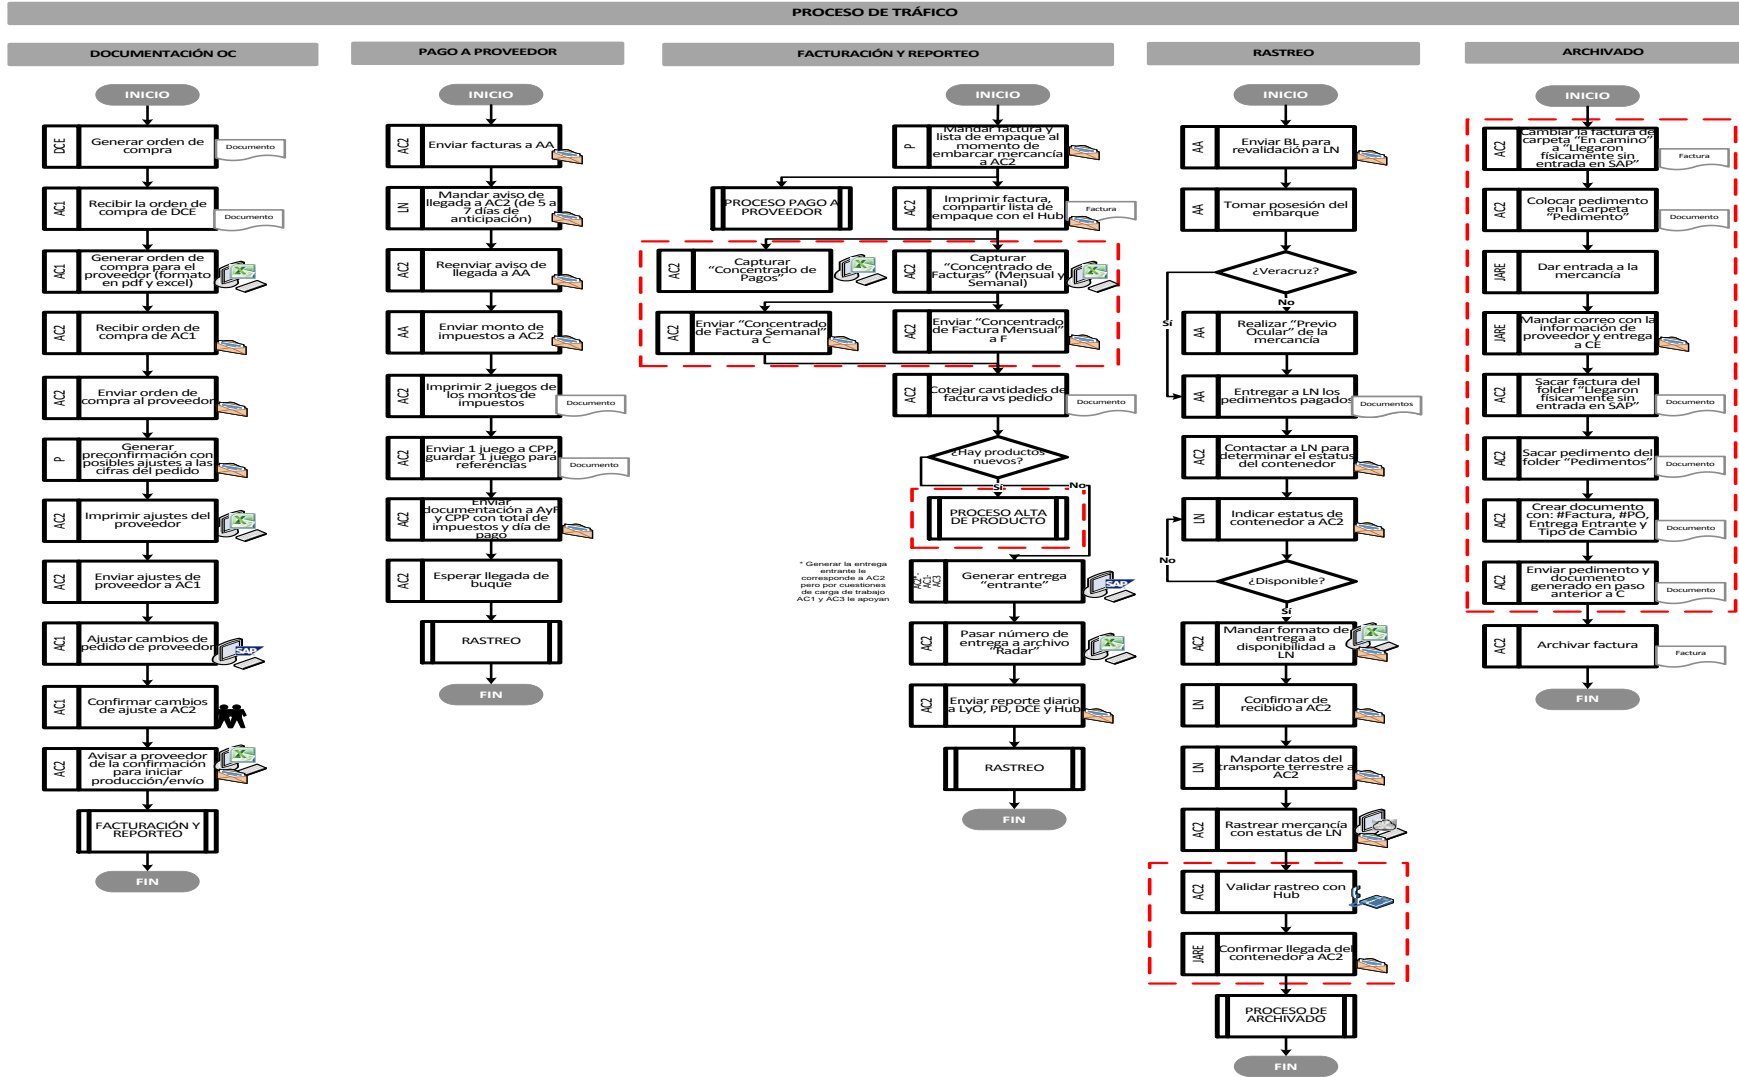 PROCESO DE TRÁFICO
DOCUMENTACIÓN OC
INICIO
DCE
Generar orden de
compra
Documento
AC1
Recibir la orden de
compra de DCE
Documento
AC1
Generar orden de
compra para el
proveedor (formato
en pdf y excel)
AC2
Recibir orden de
compra de AC1
AC2
Enviar orden de
compra al proveedor
P
Generar
preconfirmación con
posibles ajustes a las
cifras del pedido
AC2
Imprimir ajustes del
proveedor
AC2
Enviar ajustes de
proveedor a AC1
AC1
Ajustar cambios de
pedido de proveedor
SAP
AC1
Confirmar cambios
de ajuste a AC2
AC2
Avisar a proveedor
de la confirmación
para iniciar
producción/envío
FACTURACIÓN Y
REPORTEO
FIN
PAGO A PROVEEDOR
INICIO
AC2
Enviar facturas a AA
LN
Mandar aviso de
llegada a AC2 (de 5 a
7 días de
anticipación)
AC2
Reenviar aviso de
llegada a AA
AA
Enviar monto de
impuestos a AC2
AC2
Imprimir 2 juegos de
los montos de
impuestos
Documento
AC2
Enviar 1 juego a CPP,
guardar 1 juego para
referencias
Documento
AC2
Enviar
documentación a AyF
y CPP con total de
impuestos y día de
pago
AC2
Esperar llegada de
buque
RASTREO
FIN
FACTURACIÓN Y REPORTEO
INICIO
P
Mandar factura y
lista de empaque al
momento de
embarcar mercancía
a AC2
PROCESO PAGO A
PROVEEDOR
AC2
Imprimir factura,
compartir lista de
empaque con el Hub
Factura
AC2
Capturar
“Concentrado de
Pagos”
AC2
Capturar
“Concentrado de
Facturas” (Mensual y
Semanal)
AC2
Enviar “Concentrado
de Factura Semanal”
a C
AC2
Enviar “Concentrado
de Factura Mensual”
a F
AC2
Cotejar cantidades de
factura vs pedido
Documento
¿Hay productos
nuevos?
Sí
No
PROCESO ALTA
DE PRODUCTO
* Generar la entrega
entrante le
corresponde a AC2
pero por cuestiones
de carga de trabajo
AC1 y AC3 le apoyan
AC2*-
AC1-
AC3
Generar entrega
“entrante”
SAP
AC2
Pasar número de
entrega a archivo
“Radar”
AC2
Enviar reporte diario
a LyO, PD, DCE y Hub
RASTREO
FIN
RASTREO
INICIO
AA
Enviar BL para
revalidación a LN
AA
Tomar posesión del
embarque
¿Veracruz?
No
Sí
AA
Realizar “Previo
Ocular” de la
mercancía
AA
Entregar a LN los
pedimentos pagados
Documentos
AC2
Contactar a LN para
determinar el estatus
del contenedor
LN
Indicar estatus de
contenedor a AC2
No
¿Disponible?
Sí
AC2
Mandar formato de
entrega a
disponibilidad a
LN
LN
Confirmar de
recibido a AC2
LN
Mandar datos del
transporte terrestre a
AC2
AC2
Rastrear mercancía
con estatus de LN
AC2
Validar rastreo con
Hub
JARE
Confirmar llegada del
contenedor a AC2
PROCESO DE
ARCHIVADO
FIN
ARCHIVADO
INICIO
AC2
Cambiar la factura de
carpeta “En camino”
a “Llegaron
físicamente sin
entrada en SAP”
Factura
AC2
Colocar pedimento
en la carpeta
“Pedimento”
Documento
JARE
Dar entrada a la
mercancía
JARE
Mandar correo con la
información de
proveedor y entrega
a CE
AC2
Sacar factura del
folder “Llegaron
físicamente sin
entrada en SAP”
Documento
AC2
Sacar pedimento del
folder “Pedimentos”
Documento
AC2
Crear documento
con: #Factura, #PO,
Entrega Entrante y
Tipo de Cambio
Documento
AC2
Enviar pedimento y
documento
generado en paso
anterior a C
Documento
AC2
Archivar factura
Factura
FIN